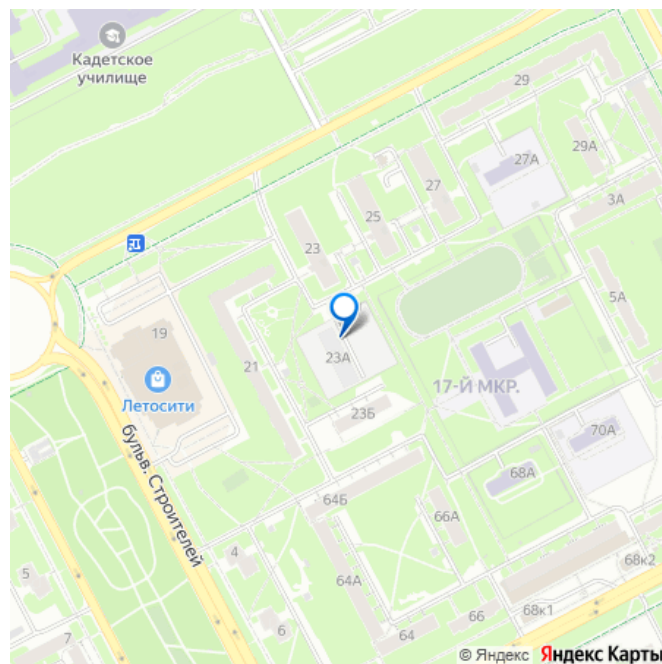 Кадетское
училище
29
29А
27А
27
3А
25
23
5А
19
23А
21
Летосити
17-Й МКР.
23Б
70А
68А
бульв. Строителей
64Б
66А
4
68к2
5
64А
68к1
66
6
64
7
© Яндекс Яндекс Карты